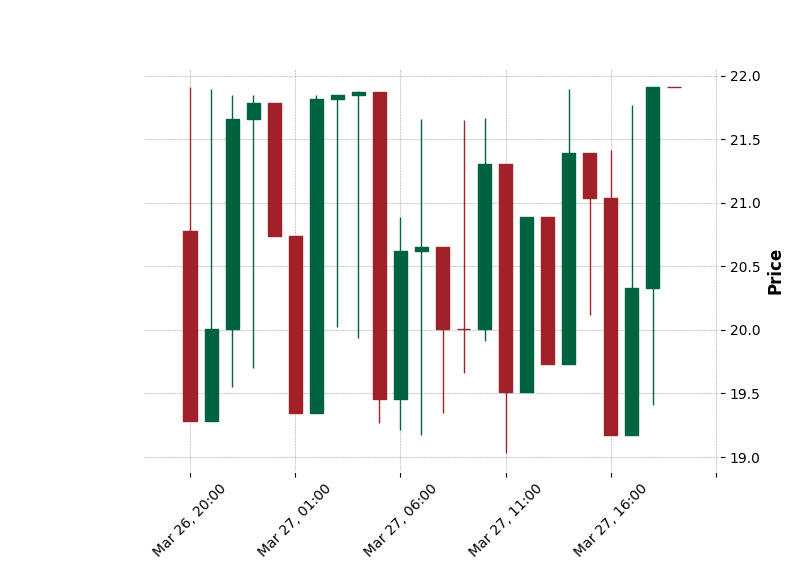 22.0
21.5
21.0
20.5
20.0
19.5
19.0
Price
Mar 26, 20:00
Mar 27, 01:00
Mar 27, 06:00
Mar 27, 11:00
Mar 27, 16:00